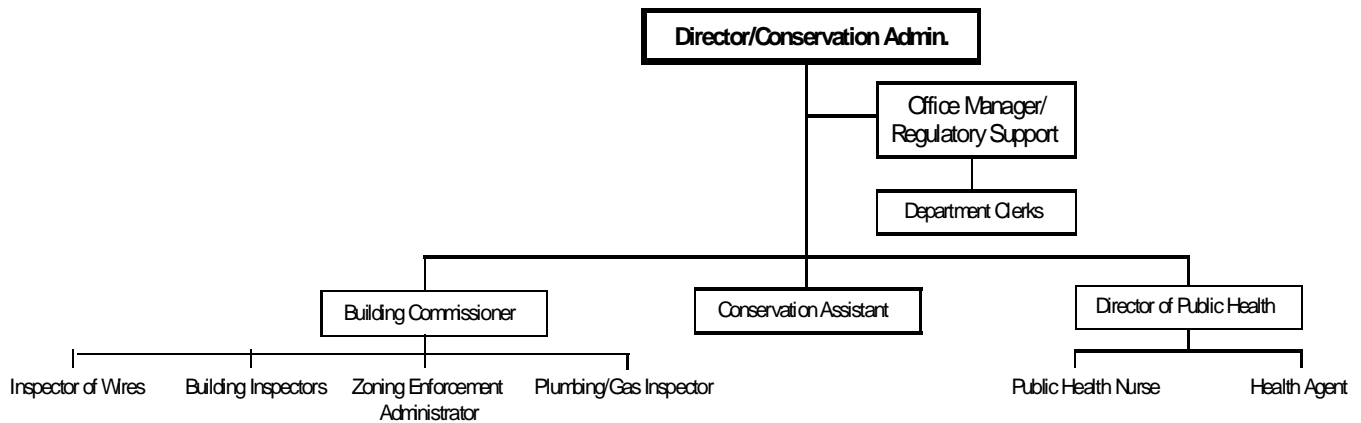 Director/Conservation Admin.
Office Manager/
Regulatory Support
Department Clerks
Building Commissioner
Conservation Assistant
Director of Public Health
Inspector of Wires
Building Inspectors
Zoning Enforcement
Administrator
Plumbing/Gas Inspector
Public Health Nurse
Health Agent